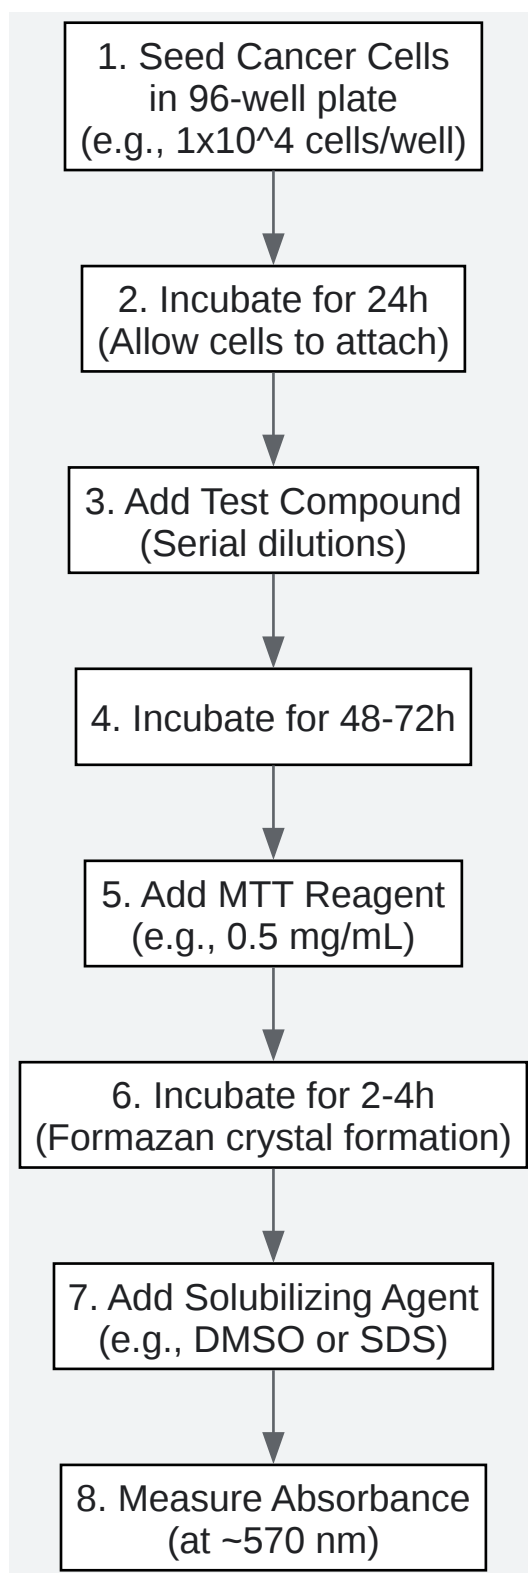 1. Seed Cancer Cells
in 96-well plate
(e.g., 1x10^4 cells/well)
2. Incubate for 24h
(Allow cells to attach)
3. Add Test Compound
(Serial dilutions)
4. Incubate for 48-72h
5. Add MTT Reagent
(e.g., 0.5 mg/mL)
6. Incubate for 2-4h
(Formazan crystal formation)
7. Add Solubilizing Agent
(e.g., DMSO or SDS)
8. Measure Absorbance
(at ~570 nm)